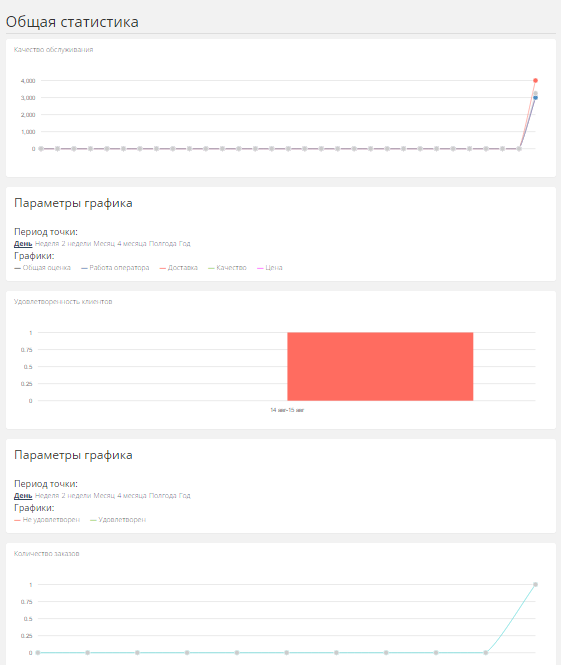 Общая статистика
Качество обслуживания
4,000
3,000
2,000
1,000
0
Параметры графика
Период точки:
День Неделя 2 недели Месяц 4 месяца Полгода Год
Графики:
Общая оценка Работа оператора Доставка Качество Цена
Удовлетворенность клиентов
1
0.75
0.5
0.25
0
14 авг-15 авг
Параметры графика
Период точки:
День Неделя 2 недели Месяц 4 месяца Полгода Год
Графики:
Не удовлетворен Удовлетворен
Количество заказов
1
0.75
0.5
0.25
0